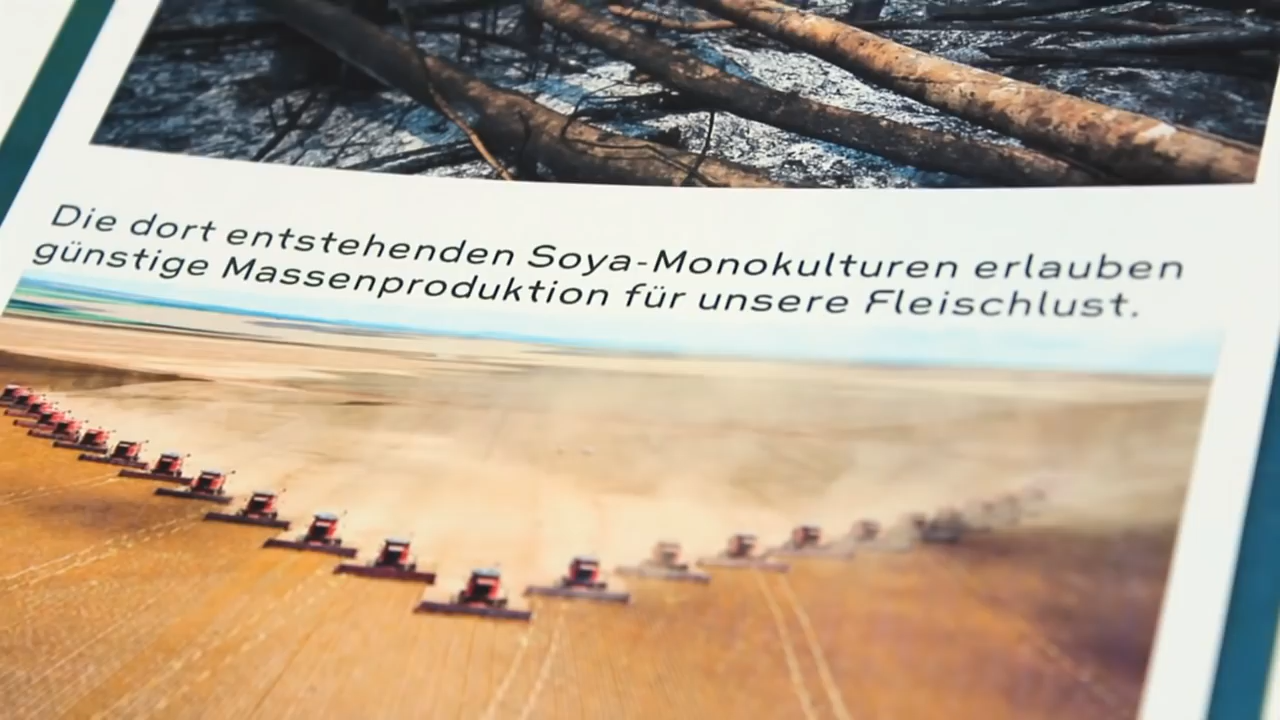 Die dort entstehenden Soya-Monokulturen erlauben
günstige Massenproduktion für unsere Fleischlust.